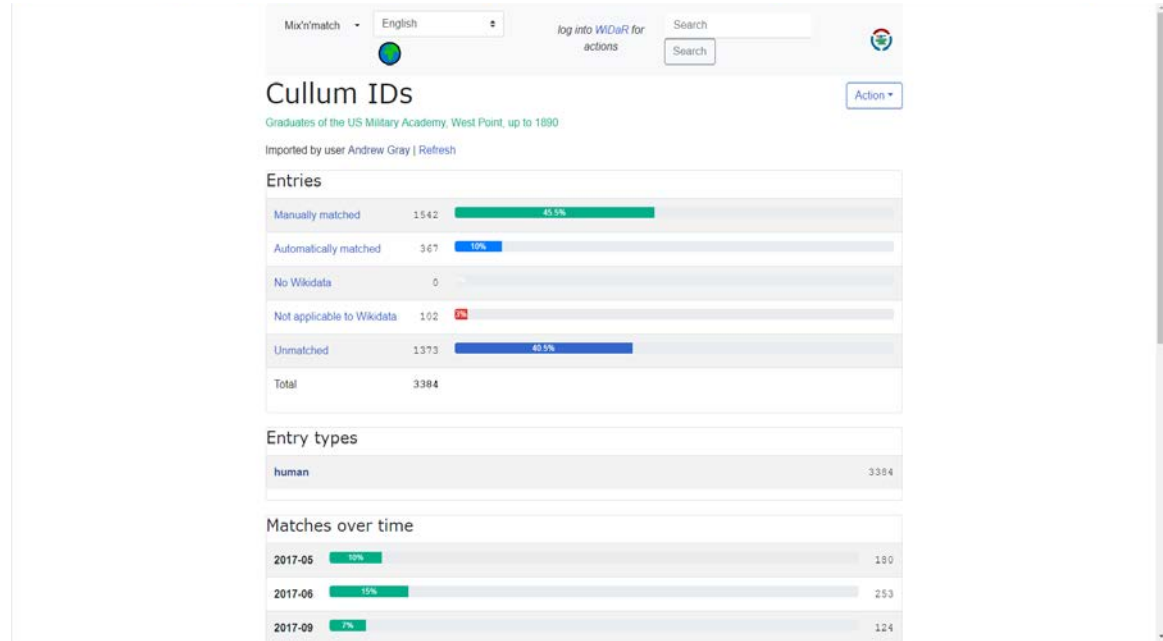 Mix'n'match
English
log into WiDaR for
actions
Search
Search
Cullum IDs
Action
Graduates of the US Military Academy, West Point, up to 1890
Imported by user Andrew Gray | Refresh
Entries
Manually matched 1542 45.5%
Automatically matched 367 10%
No Wikidata 0
Not applicable to Wikidata 102 3%
Unmatched 1373 40.5%
Total 3384
Entry types
human 3384
Matches over time
2017-05 10% 180
2017-06 15% 253
2017-09 7% 124